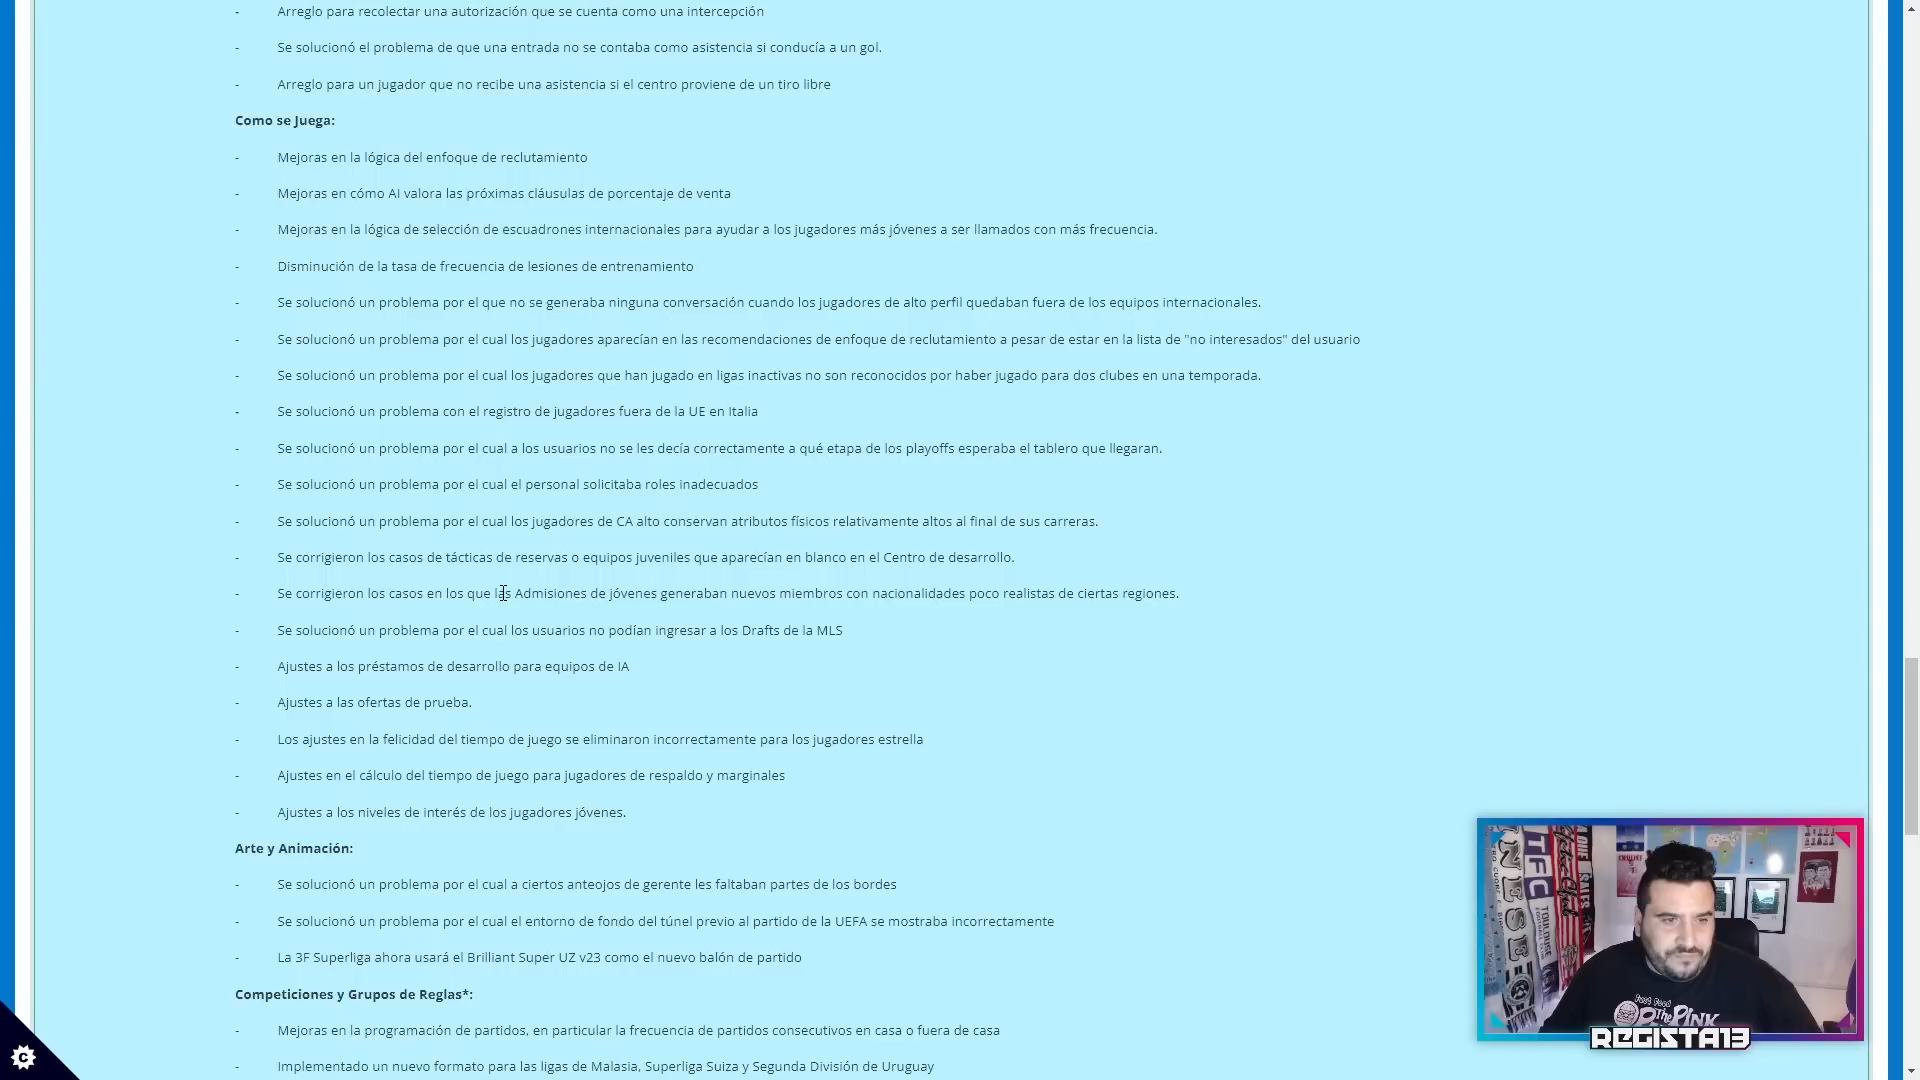 - Arreglo para recolectar una autorización que se cuenta como una intercepción
- Se solucionó el problema de que una entrada no se contaba como asistencia si conducía a un gol.
- Arreglo para un jugador que no recibe una asistencia si el centro proviene de un tiro libre
Como se Juega:
- Mejoras en la lógica del enfoque de reclutamiento
- Mejoras en cómo AI valora las próximas cláusulas de porcentaje de venta
- Mejoras en la lógica de selección de escuadrones internacionales para ayudar a los jugadores más jóvenes a ser llamados con más frecuencia.
- Disminución de la tasa de frecuencia de lesiones de entrenamiento
- Se solucionó un problema por el que no se generaba ninguna conversación cuando los jugadores de alto perfil quedaban fuera de los equipos internacionales.
- Se solucionó un problema por el cual los jugadores aparecían en las recomendaciones de enfoque de reclutamiento a pesar de estar en la lista de "no interesados" del usuario
- Se solucionó un problema por el cual los jugadores que han jugado en ligas inactivas no son reconocidos por haber jugado para dos clubes en una temporada.
- Se solucionó un problema con el registro de jugadores fuera de la UE en Italia
- Se solucionó un problema por el cual a los usuarios no se les decía correctamente a qué etapa de los playoffs esperaba el tablero que llegaran.
- Se solucionó un problema por el cual el personal solicitaba roles inadecuados
- Se solucionó un problema por el cual los jugadores de CA alto conservan atributos físicos relativamente altos al final de sus carreras.
- Se corrigieron los casos de tácticas de reservas o equipos juveniles que aparecían en blanco en el Centro de desarrollo.
- Se corrigieron los casos en los que las Admisiones de jóvenes generaban nuevos miembros con nacionalidades poco realistas de ciertas regiones.
- Se solucionó un problema por el cual los usuarios no podían ingresar a los Drafts de la MLS
- Ajustes a los préstamos de desarrollo para equipos de IA
- Ajustes a las ofertas de prueba.
- Los ajustes en la felicidad del tiempo de juego se eliminaron incorrectamente para los jugadores estrella
- Ajustes en el cálculo del tiempo de juego para jugadores de respaldo y marginales
- Ajustes a los niveles de interés de los jugadores jóvenes.
Arte y Animación:
- Se solucionó un problema por el cual a ciertos anteojos de gerente les faltaban partes de los bordes
- Se solucionó un problema por el cual el entorno de fondo del túnel previo al partido de la UEFA se mostraba incorrectamente
- La 3F Superliga ahora usará el Brilliant Super UZ v23 como el nuevo balón de partido
Competiciones y Grupos de Reglas*:
- Mejoras en la programación de partidos, en particular la frecuencia de partidos consecutivos en casa o fuera de casa
- Implementado un nuevo formato para las ligas de Malasia, Superliga Suiza y Segunda División de Uruguay
TFC
The PINK
REGISTA13